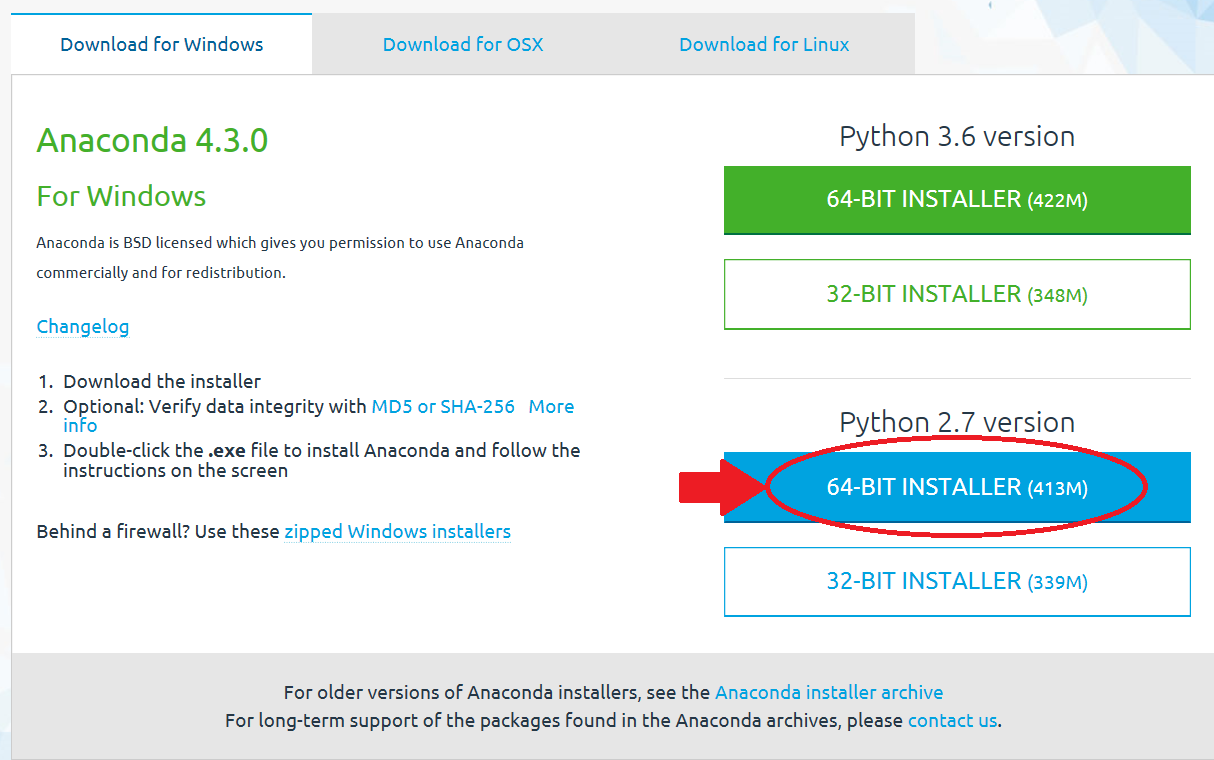 Download for Windows
Download for OSX
Download for Linux
Anaconda 4.3.0
For Windows
Anaconda is BSD licensed which gives you permission to use Anaconda
commercially and for redistribution.
Changelog
1. Download the installer
2. Optional: Verify data integrity with MD5 or SHA-256 More
info
3. Double-click the .exe file to install Anaconda and follow the
instructions on the screen
Behind a firewall? Use these zipped Windows installers
Python 3.6 version
64-BIT INSTALLER (422M)
32-BIT INSTALLER (348M)
Python 2.7 version
64-BIT INSTALLER (413M)
32-BIT INSTALLER (339M)
For older versions of Anaconda installers, see the Anaconda installer archive
For long-term support of the packages found in the Anaconda archives, please contact us.